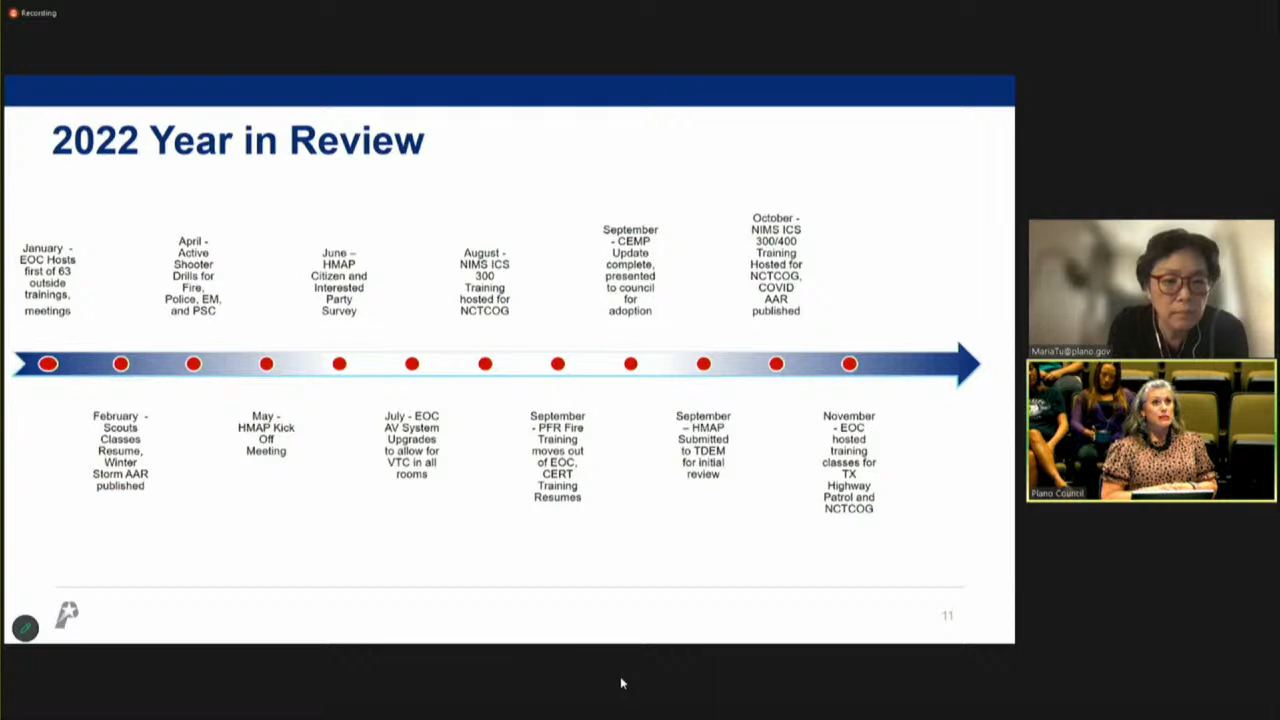 Recording
2022 Year in Review
January -
EOC Hosts
first of 63
outside
trainings,
meetings
February -
Scouts
Classes
Resume,
Winter
Storm AAR
published
April -
Active
Shooter
Drills for
Fire,
Police, EM,
and PSC
May -
HMAP Kick
Off
Meeting
June –
HMAP
Citizen and
Interested
Party
Survey
July - EOC
AV System
Upgrades
to allow for
VTC in all
rooms
August -
NIMS ICS
300
Training
hosted for
NCTCOG
September
- PFR Fire
Training
moves out
of EOC,
CERT
Training
Resumes
September
- CEMP
Update
complete,
presented
to council
for
adoption
September
– HMAP
Submitted
to TDEM
for initial
review
October -
NIMS ICS
300/400
Training
Hosted for
NCTCOG,
COVID
AAR
published
November
- EOC
hosted
training
classes for
TX
Highway
Patrol and
NCTCOG
11
MariaTu@plano.gov
Plano Council